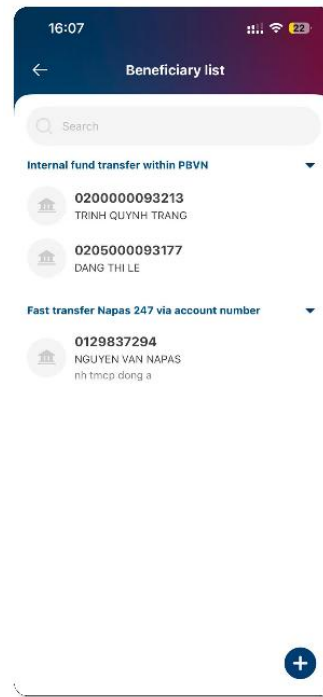 16:07
22
Beneficiary list
Search
Internal fund transfer within PBVN
0200000093213
TRINH QUYNH TRANG
0205000093177
DANG THI LE
Fast transfer Napas 247 via account number
0129837294
NGUYEN VAN NAPAS
nh tmcp dong a